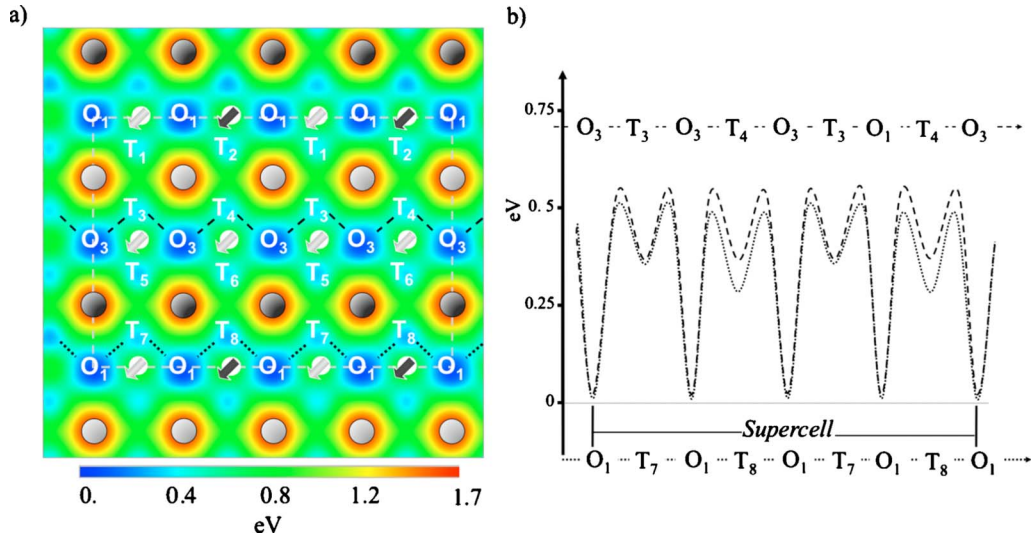 a)
O1 O1 O1 O1 O1
T1 T2 T1 T2
T3 T4 T3 T4
O3 O3 O3 O3 O3
T5 T6 T5 T6
T7 T8 T7 T8
O1 O1 O1 O1 O1
0. 0.4 0.8 1.2 1.7
eV
b)
0.75
O3 T3 O3 T4 O3 T3 O1 T4 O3
0.5
eV
0.25
0
Supercell
O1 T7 O1 T8 O1 T7 O1 T8 O1